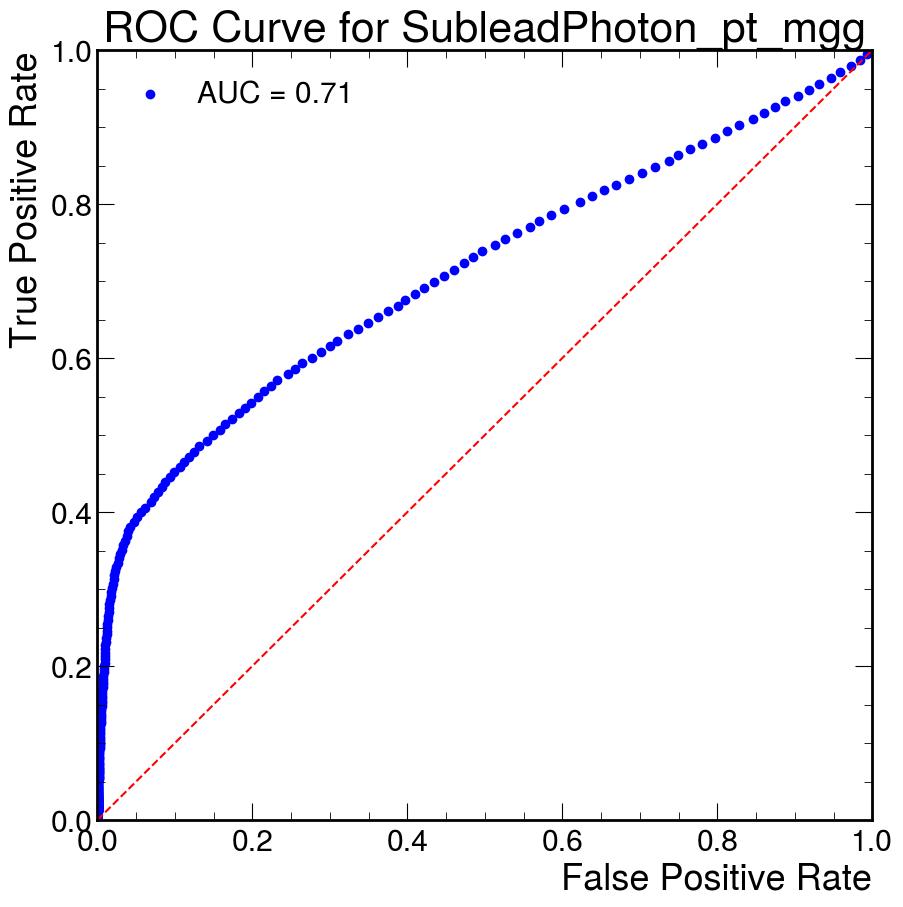 ROC Curve for SubleadPhoton_pt_mgg
AUC = 0.71
True Positive Rate
1.0
0.8
0.6
0.4
0.2
0.0
0.0 0.2 0.4 0.6 0.8 1.0
False Positive Rate